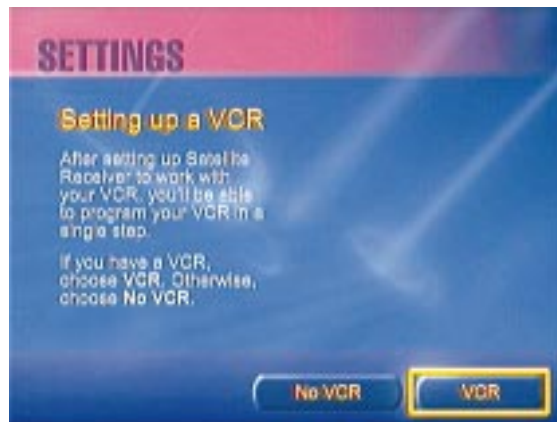 SETTINGS
Setting up a VCR
After setting up Satellite
Receiver to work with
your VCR, you'll be able
to program your VCR in a
single step.
If you have a VCR,
choose VCR. Otherwise,
choose No VCR.
No VCR
VCR